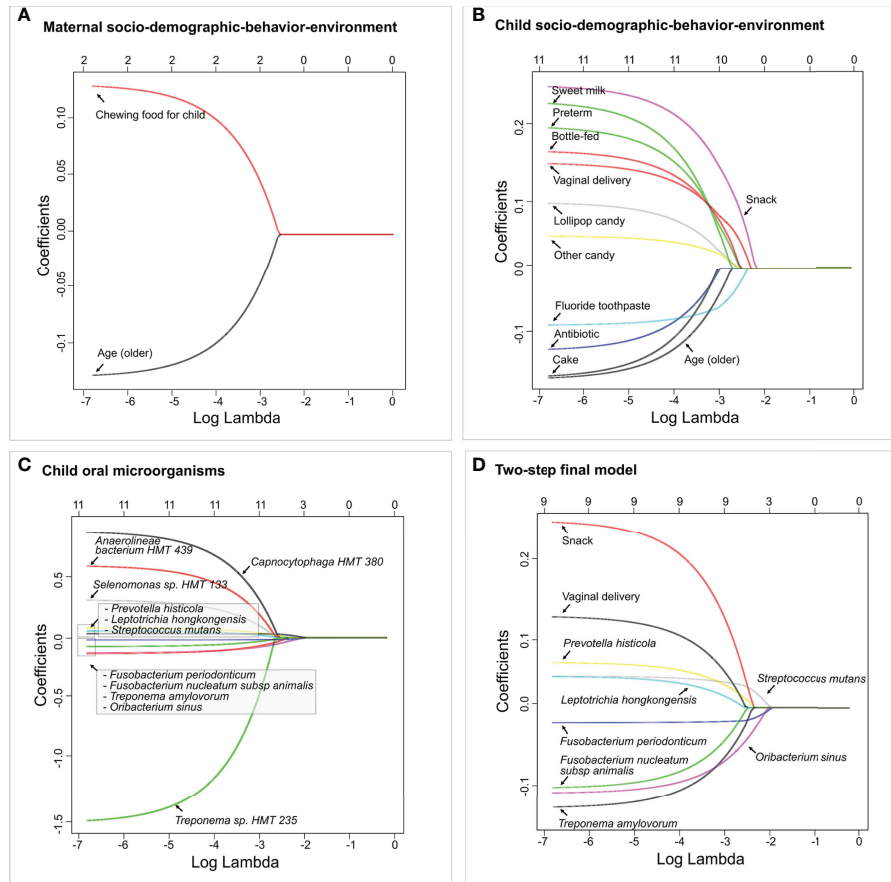 A Maternal socio-demographic-behavior-environment
2 2 2 2 2 0 0 0
0.10
0.05
0.00
-0.05
-0.1
Coefficients
Chewing food for child
Age (older)
-7 -6 -5 -4 -3 -2 -1 0
Log Lambda
B Child socio-demographic-behavior-environment
11 11 11 11 10 0 0 0
0.2
0.1
0.0
-0.1
Coefficients
Sweet milk
Preterm
Bottle-fed
Vaginal delivery
Snack
Lollipop candy
Other candy
Fluoride toothpaste
Antibiotic
Cake
Age (older)
-7 -6 -5 -4 -3 -2 -1 0
Log Lambda
C Child oral microorganisms
11 11 11 11 11 3 0 0
0.5
0.0
-0.5
-1.0
-1.5
Coefficients
Anaerolineae
bacterium HMT 439
Capnocytophaga HMT 380
Selenomonas sp. HMT 133
- Prevotella histicola
- Leptotrichia hongkongensis
- Streptococcus mutans
- Fusobacterium periodonticum
- Fusobacterium nucleatum subsp animalis
- Treponema amylovorum
- Oribacterium sinus
Treponema sp. HMT 235
-7 -6 -5 -4 -3 -2 -1 0
Log Lambda
D Two-step final model
9 9 9 9 9 3 0 0
0.2
0.1
0.0
-0.1
Coefficients
Snack
Vaginal delivery
Prevotella histicola
Streptococcus mutans
Leptotrichia hongkongensis
Fusobacterium periodonticum
Oribacterium sinus
Fusobacterium nucleatum
subsp animalis
Treponema amylovorum
-7 -6 -5 -4 -3 -2 -1 0
Log Lambda